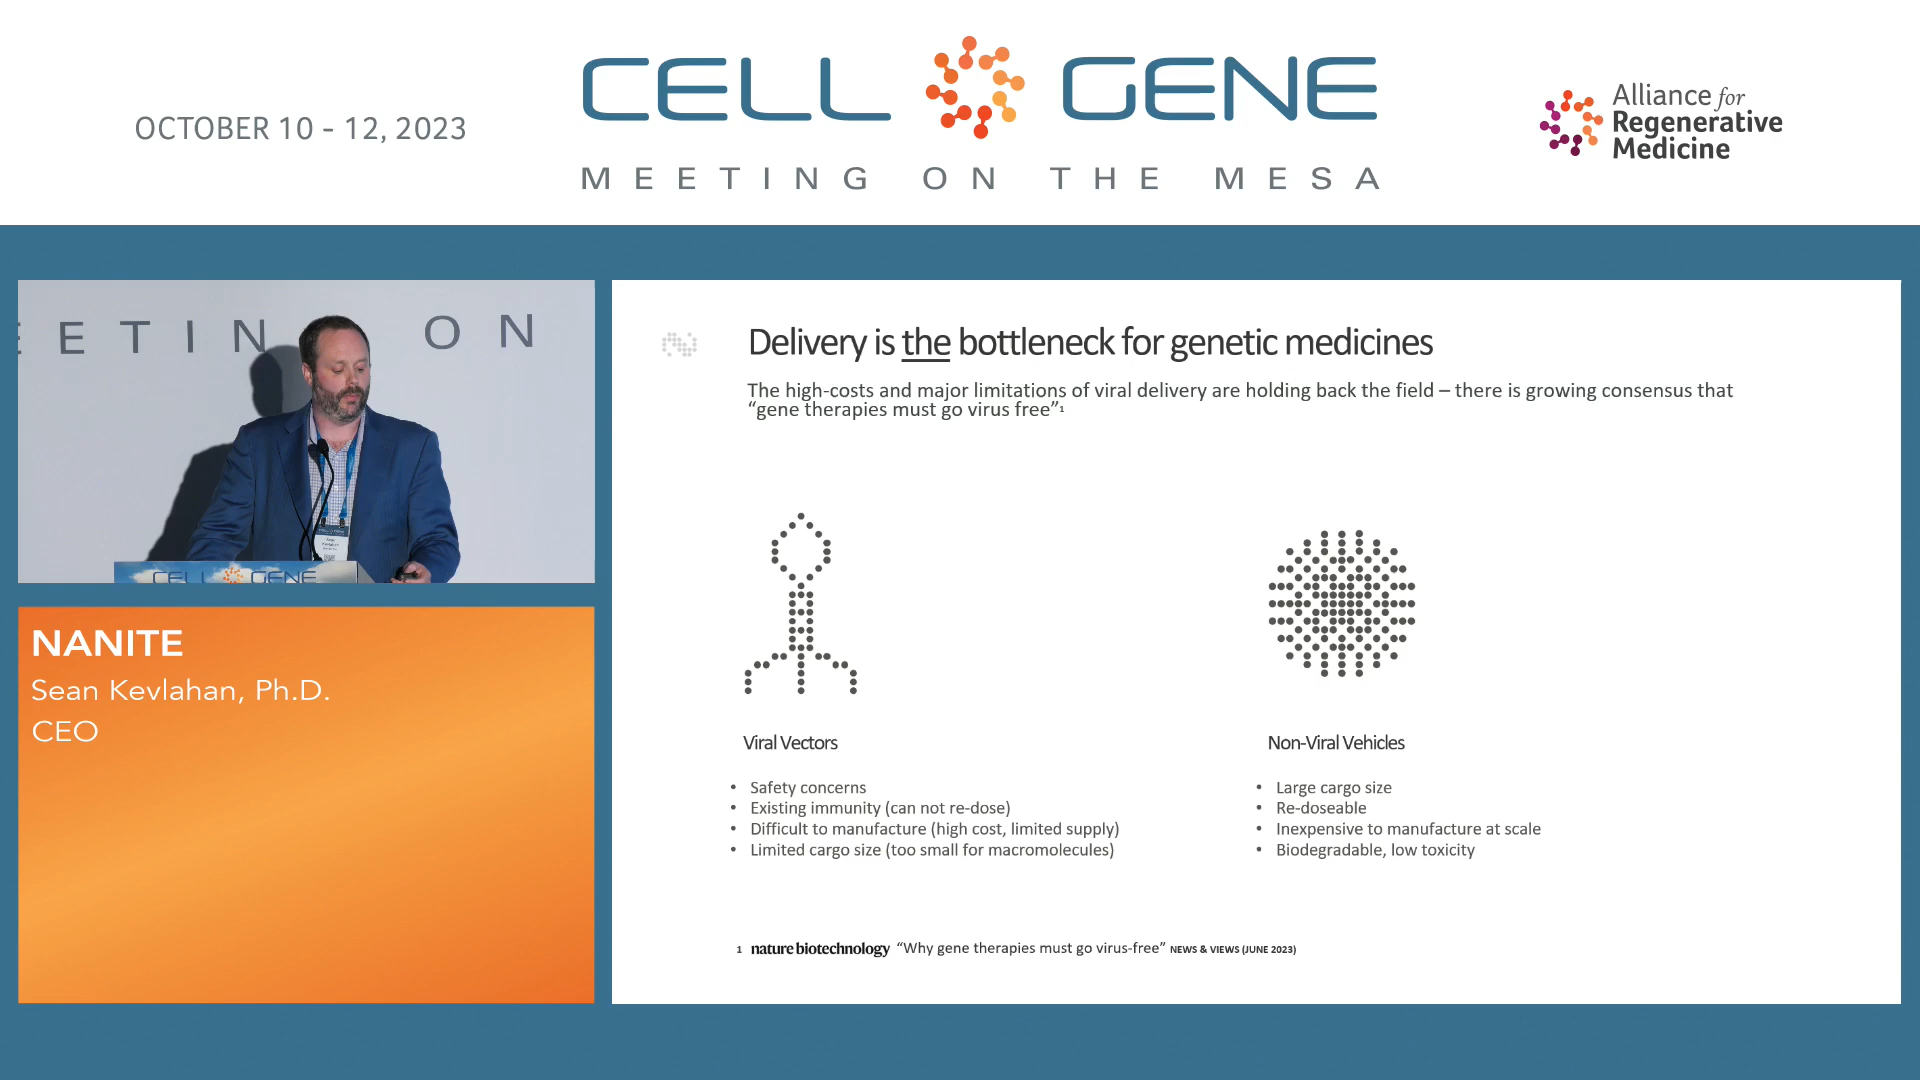 OCTOBER 10 - 12, 2023
CELL GENE
MEETING ON THE MESA
Alliance for
Regenerative
Medicine
EETIN ON
CELL GENE
NANITE
Sean Kevlahan, Ph.D.
CEO
Delivery is the bottleneck for genetic medicines
The high-costs and major limitations of viral delivery are holding back the field – there is growing consensus that
“gene therapies must go virus free”¹
Viral Vectors
• Safety concerns
• Existing immunity (can not re-dose)
• Difficult to manufacture (high cost, limited supply)
• Limited cargo size (too small for macromolecules)
Non-Viral Vehicles
• Large cargo size
• Re-doseable
• Inexpensive to manufacture at scale
• Biodegradable, low toxicity
1 nature biotechnology “Why gene therapies must go virus-free” NEWS & VIEWS (JUNE 2023)